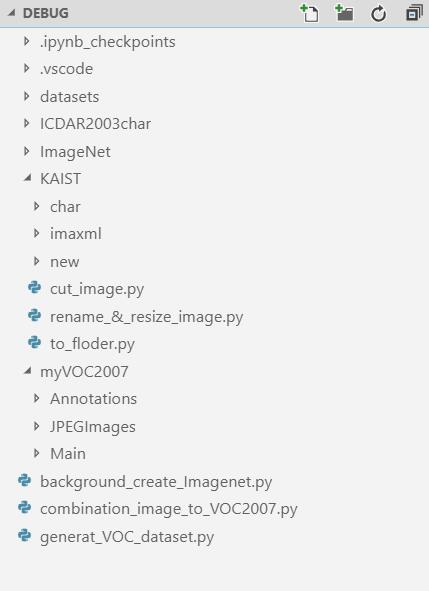 DEBUG
.ipynb_checkpoints
.vscode
datasets
ICDAR2003char
ImageNet
KAIST
char
imaxml
new
cut_image.py
rename_&_resize_image.py
to_floder.py
myVOC2007
Annotations
JPEGImages
Main
background_create_Imagenet.py
combination_image_to_VOC2007.py
generat_VOC_dataset.py